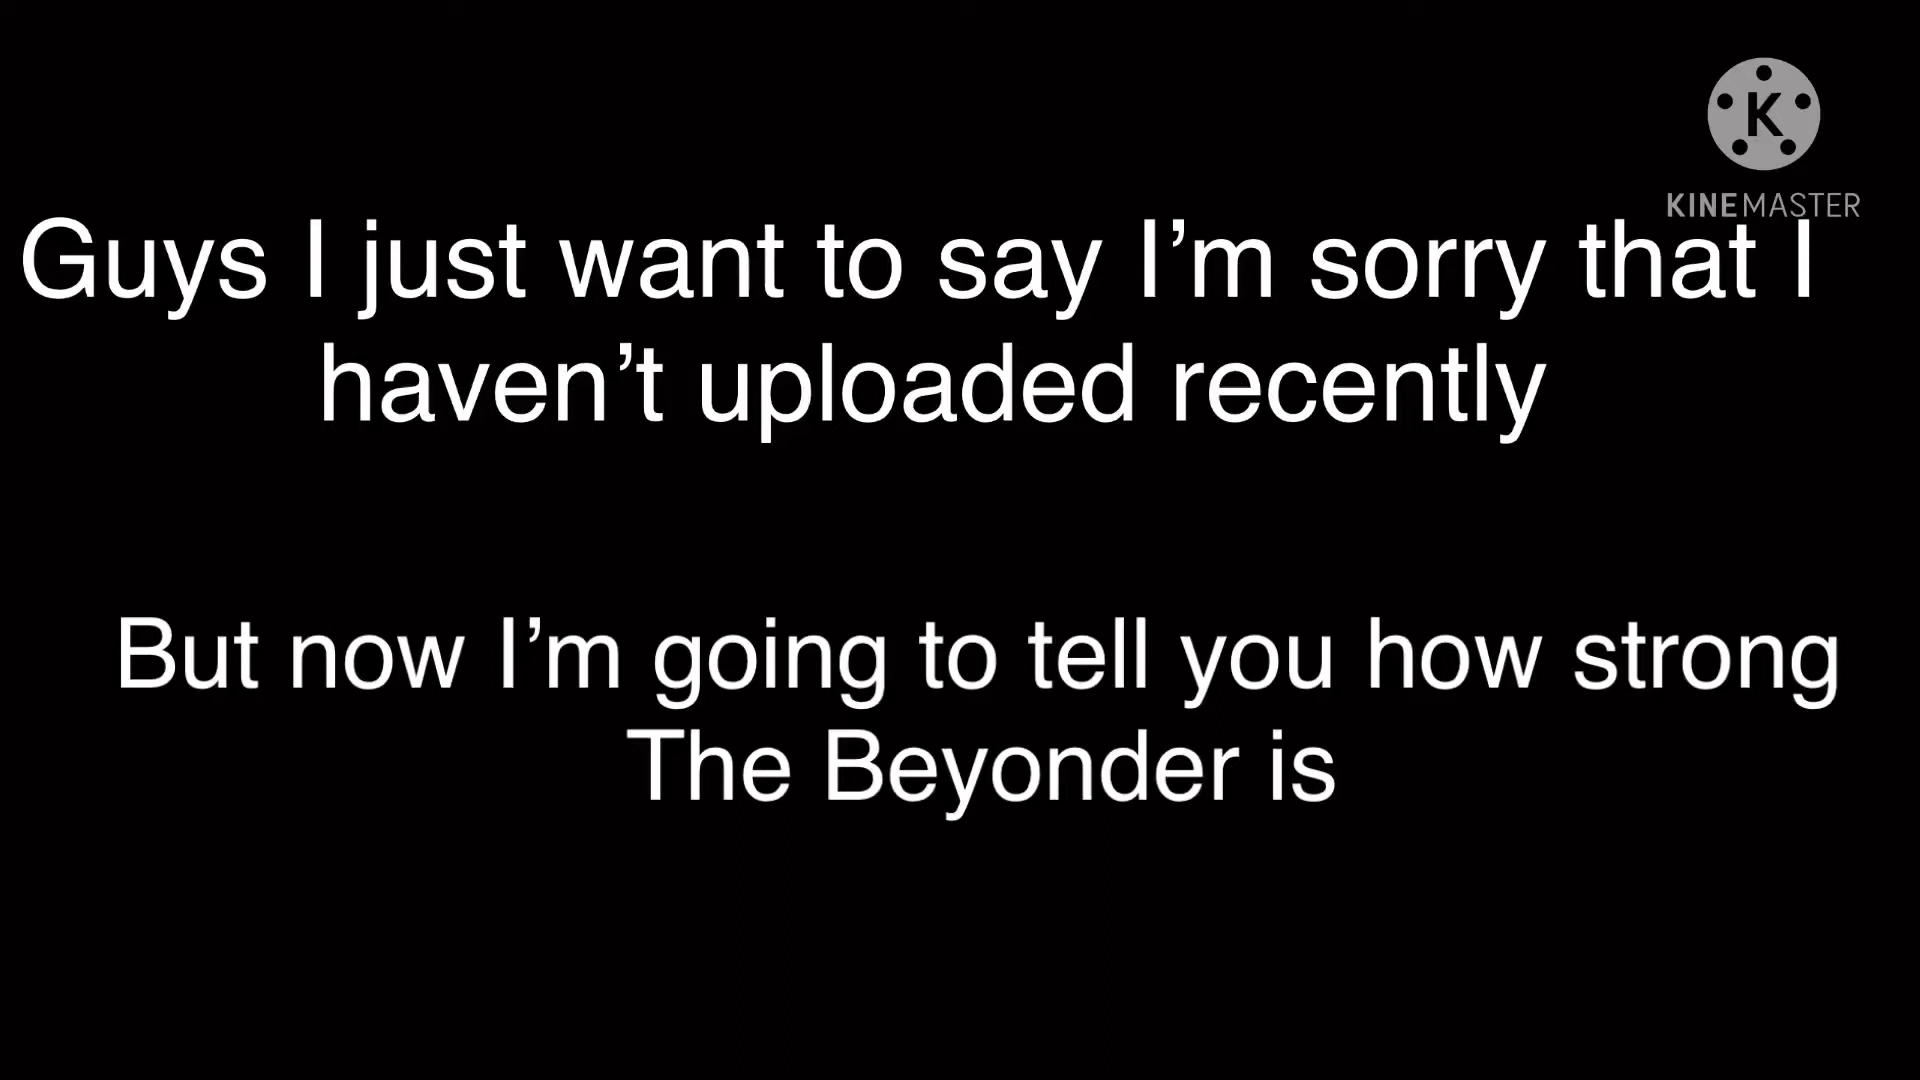 K
KINEMASTER
Guys I just want to say I’m sorry that I
haven’t uploaded recently
But now I’m going to tell you how strong
The Beyonder is